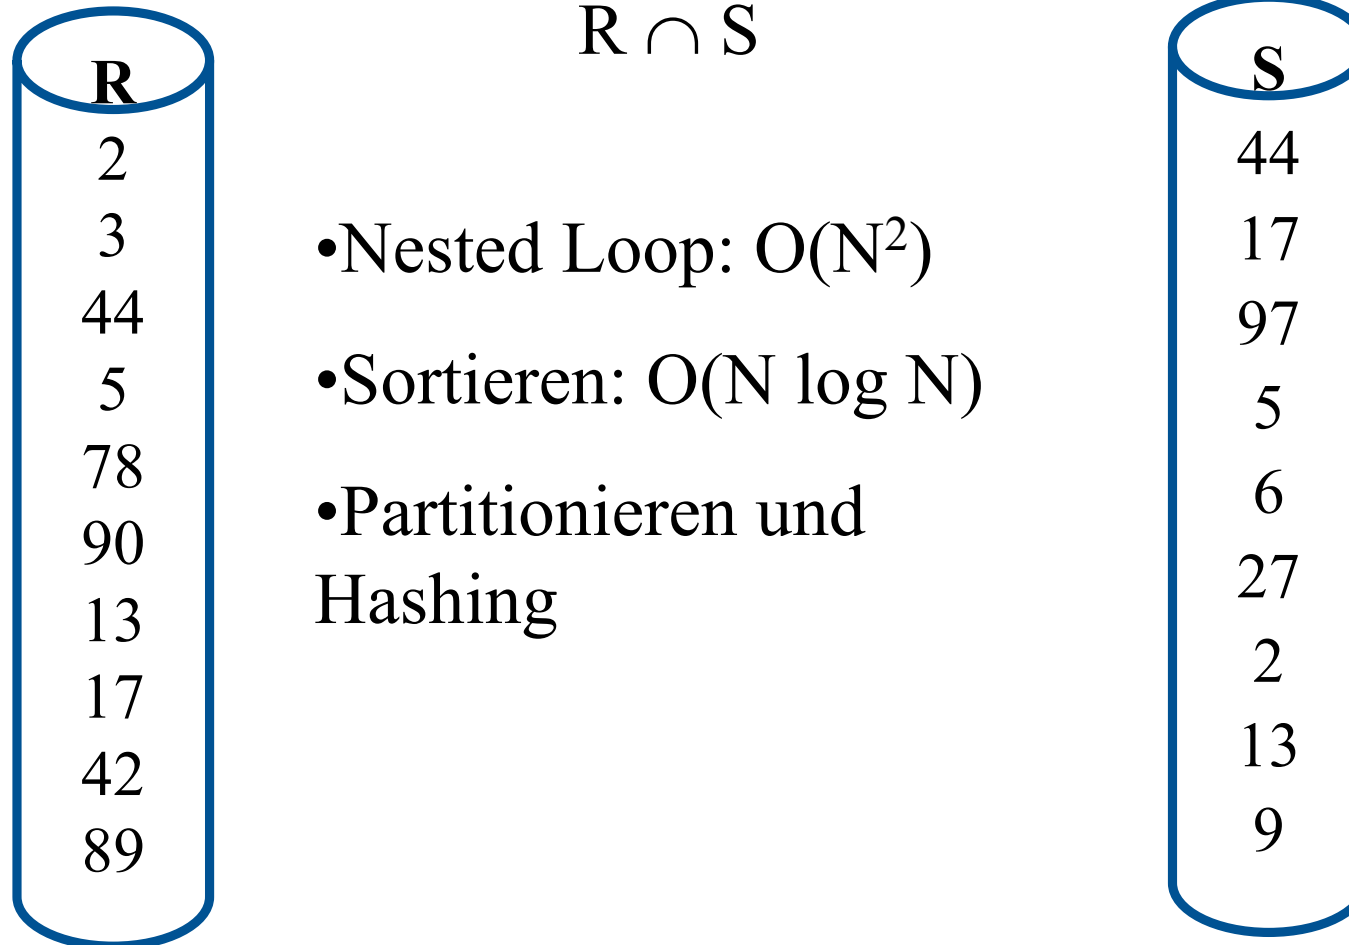 R ∩ S
R
2
3
44
5
78
90
13
17
42
89
•Nested Loop: O(N²)
•Sortieren: O(N log N)
•Partitionieren und
Hashing
S
44
17
97
5
6
27
2
13
9